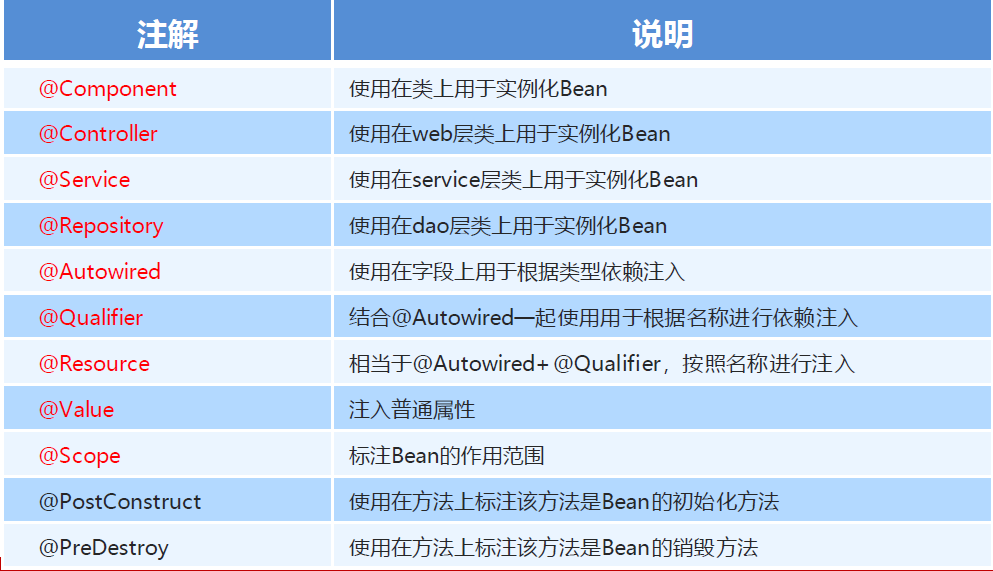 注解 说明
@Component 使用在类上用于实例化Bean
@Controller 使用在web层类上用于实例化Bean
@Service 使用在service层类上用于实例化Bean
@Repository 使用在dao层类上用于实例化Bean
@Autowired 使用在字段上用于根据类型依赖注入
@Qualifier 结合@Autowired一起使用用于根据名称进行依赖注入
@Resource 相当于@Autowired+@Qualifier，按照名称进行注入
@Value 注入普通属性
@Scope 标注Bean的作用范围
@PostConstruct 使用在方法上标注该方法是Bean的初始化方法
@PreDestroy 使用在方法上标注该方法是Bean的销毁方法